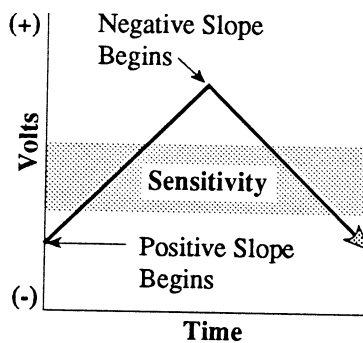 (+)
Negative Slope
Begins
Volts
Sensitivity
Positive Slope
Begins
(-)
Time